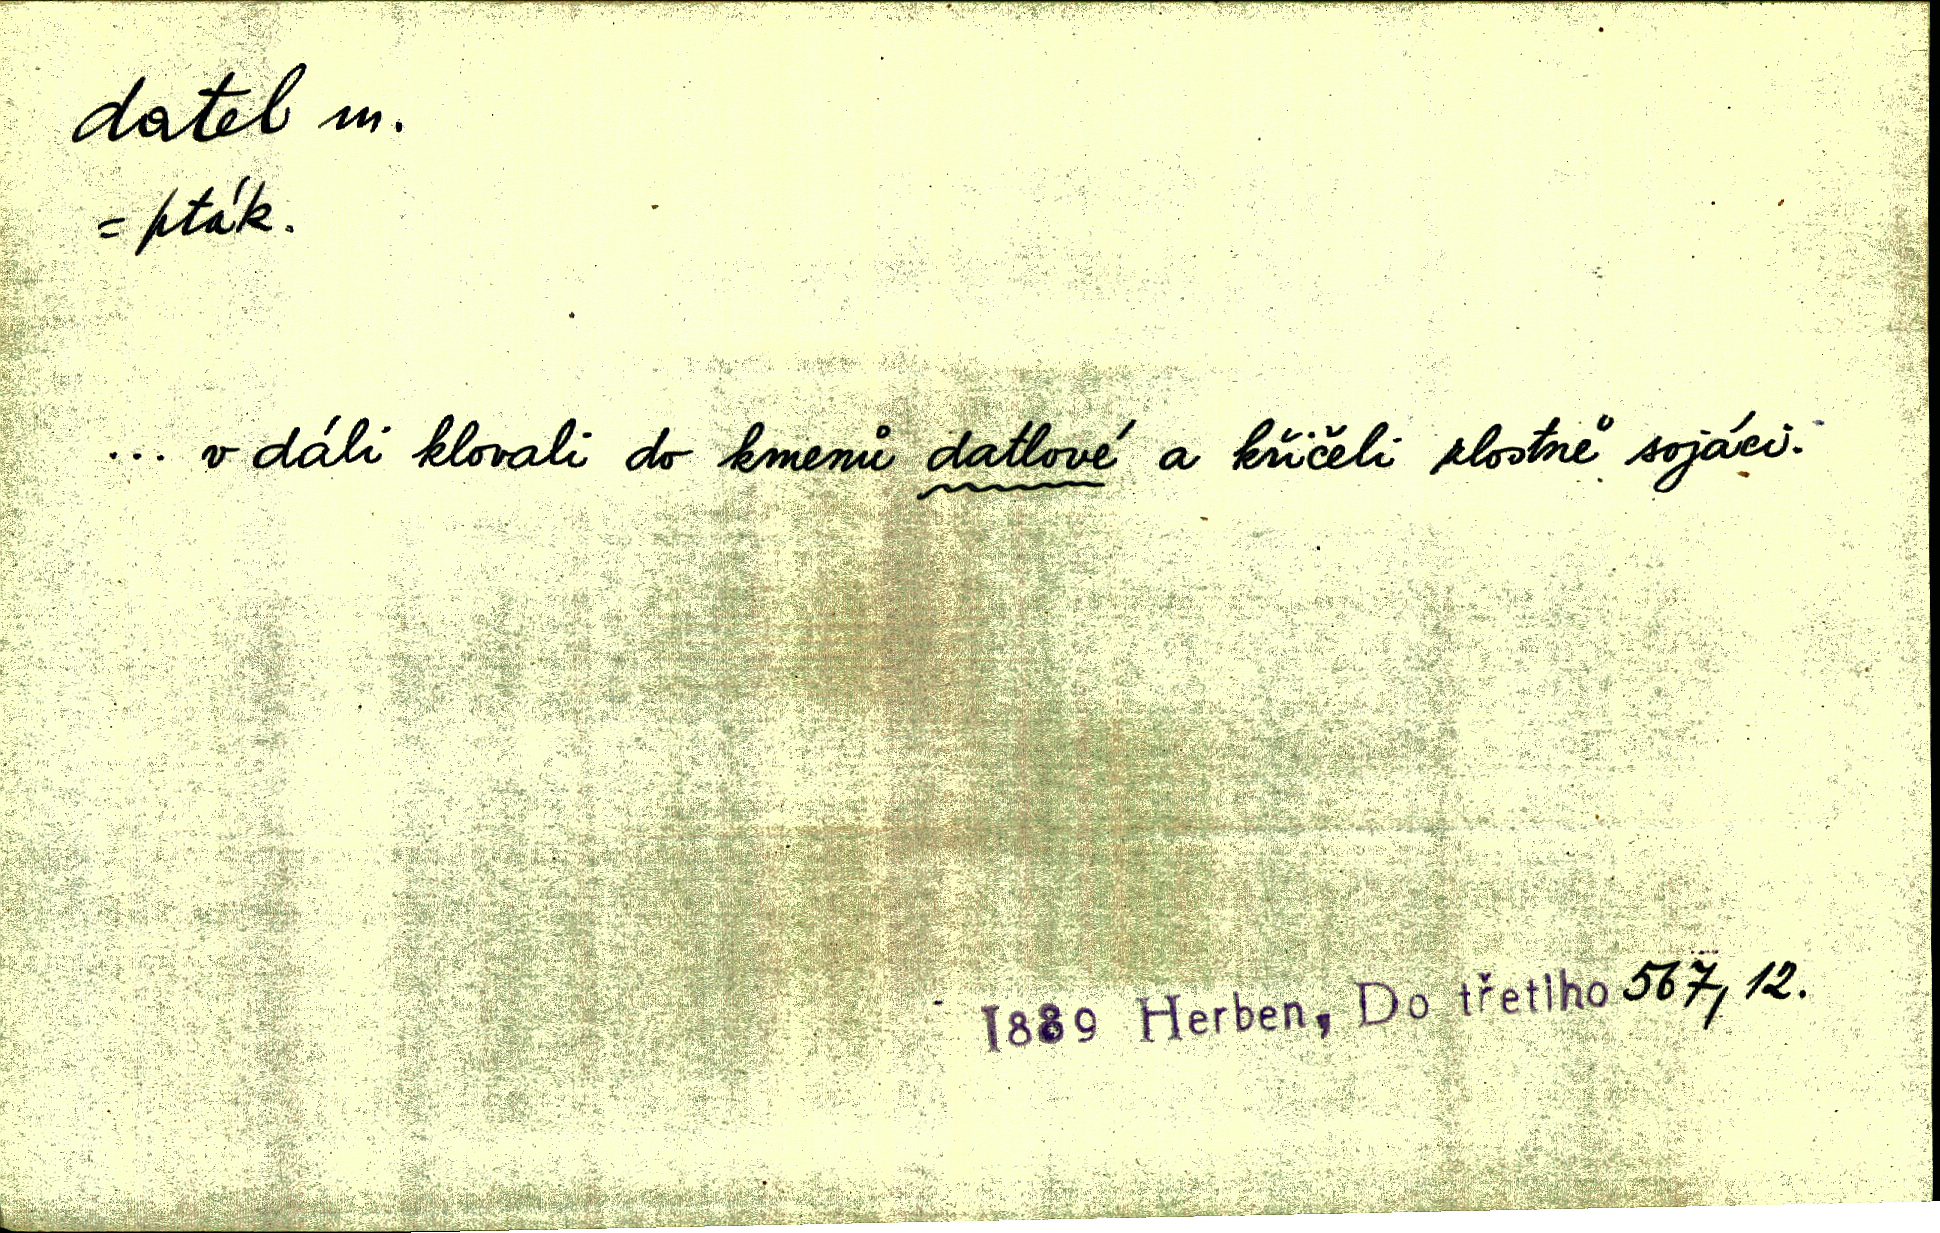 datel m.
= pták.
... v dáli klovali do kmenů datlové a křičeli zlostně sojáci.
1889 Herben, Do třetího 567, 12.